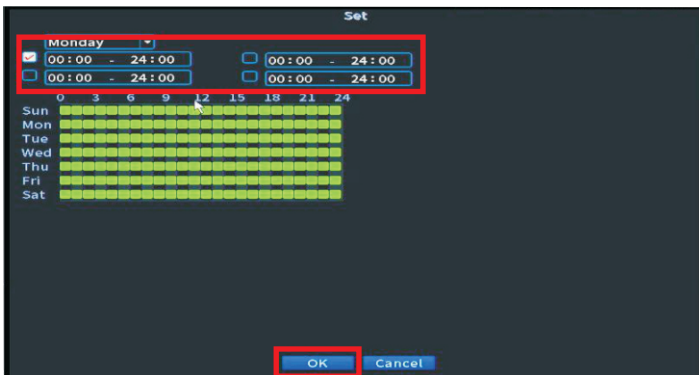 Set
Monday
00:00 - 24:00 00:00 - 24:00
00:00 - 24:00 00:00 - 24:00
0 3 6 9 12 15 18 21 24
Sun
Mon
Tue
Wed
Thu
Fri
Sat
OK Cancel